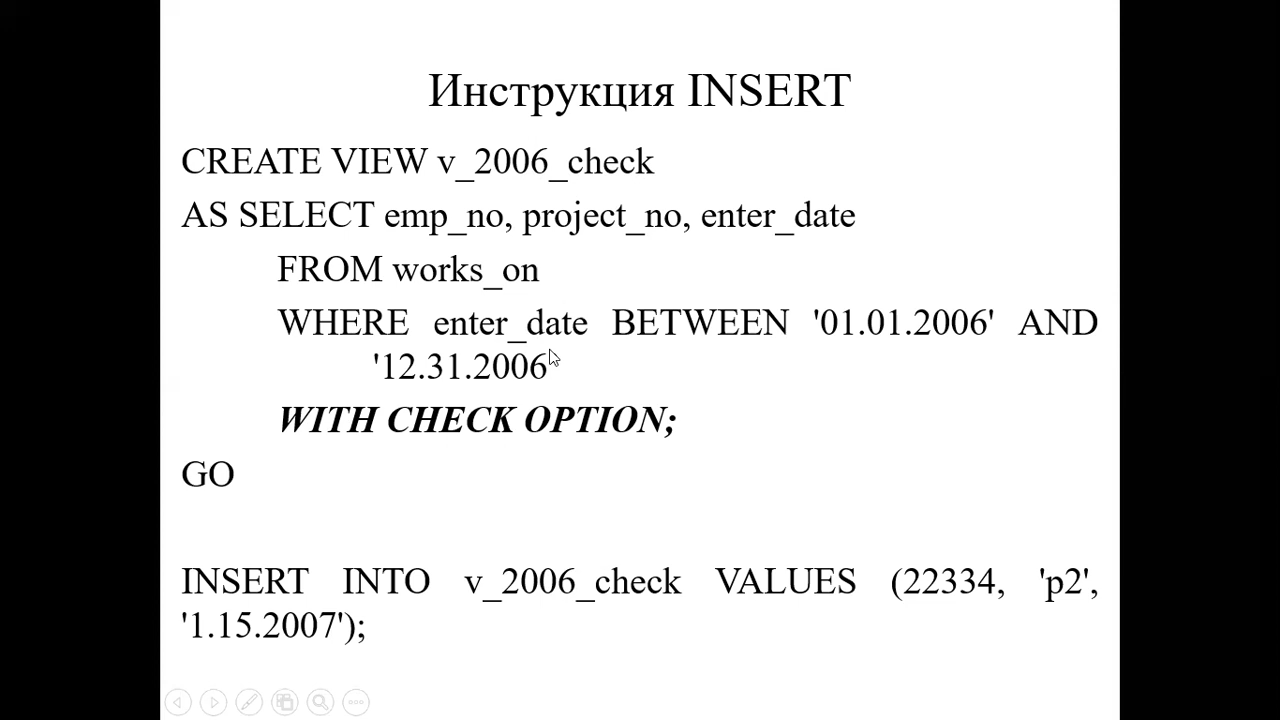 Инструкция INSERT
CREATE VIEW v_2006_check
AS SELECT emp_no, project_no, enter_date
FROM works_on
WHERE enter_date BETWEEN '01.01.2006' AND
'12.31.2006'
WITH CHECK OPTION;
GO
INSERT INTO v_2006_check VALUES (22334, 'p2',
'1.15.2007');